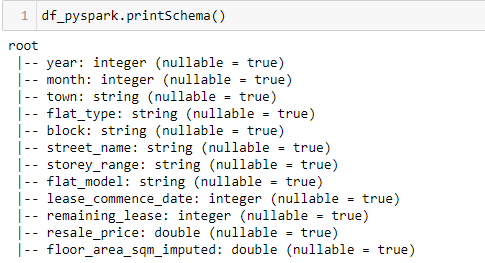 1 df_pyspark.printSchema()
root
 |-- year: integer (nullable = true)
 |-- month: integer (nullable = true)
 |-- town: string (nullable = true)
 |-- flat_type: string (nullable = true)
 |-- block: string (nullable = true)
 |-- street_name: string (nullable = true)
 |-- storey_range: string (nullable = true)
 |-- flat_model: string (nullable = true)
 |-- lease_commence_date: integer (nullable = true)
 |-- remaining_lease: integer (nullable = true)
 |-- resale_price: double (nullable = true)
 |-- floor_area_sqm_imputed: double (nullable = true)